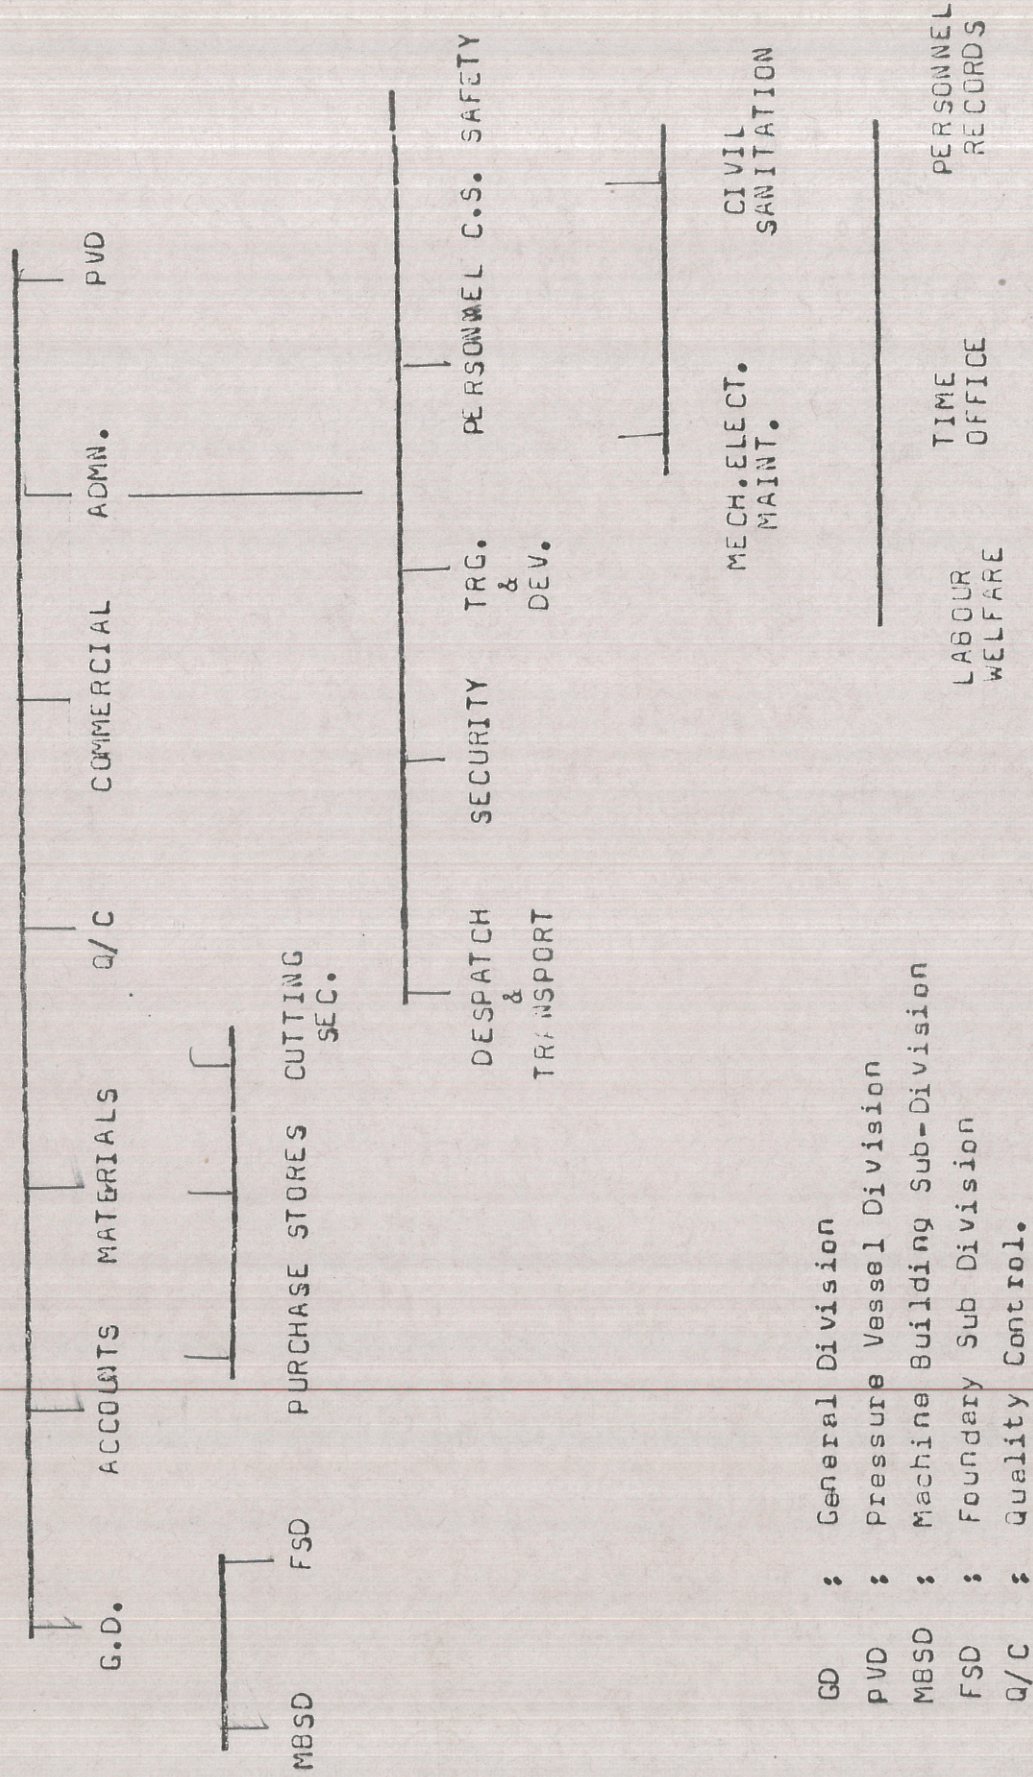 G.D. ACCOUNTS MATERIALS Q/C COMMERCIAL ADMN. PVD
MBSD FSD PURCHASE STORES CUTTING
SEC.
DESPATCH SECURITY TRG. PERSONNEL C.S. SAFETY
& &
TRANSPORT DEV.
MECH.ELECT. CIVIL
MAINT. SANITATION
LABOUR TIME PERSONNEL
WELFARE OFFICE RECORDS
GD : General Division
PVD : Pressure Vessel Division
MBSD : Machine Building Sub-Division
FSD : Foundary Sub Division
Q/C : Quality Control.